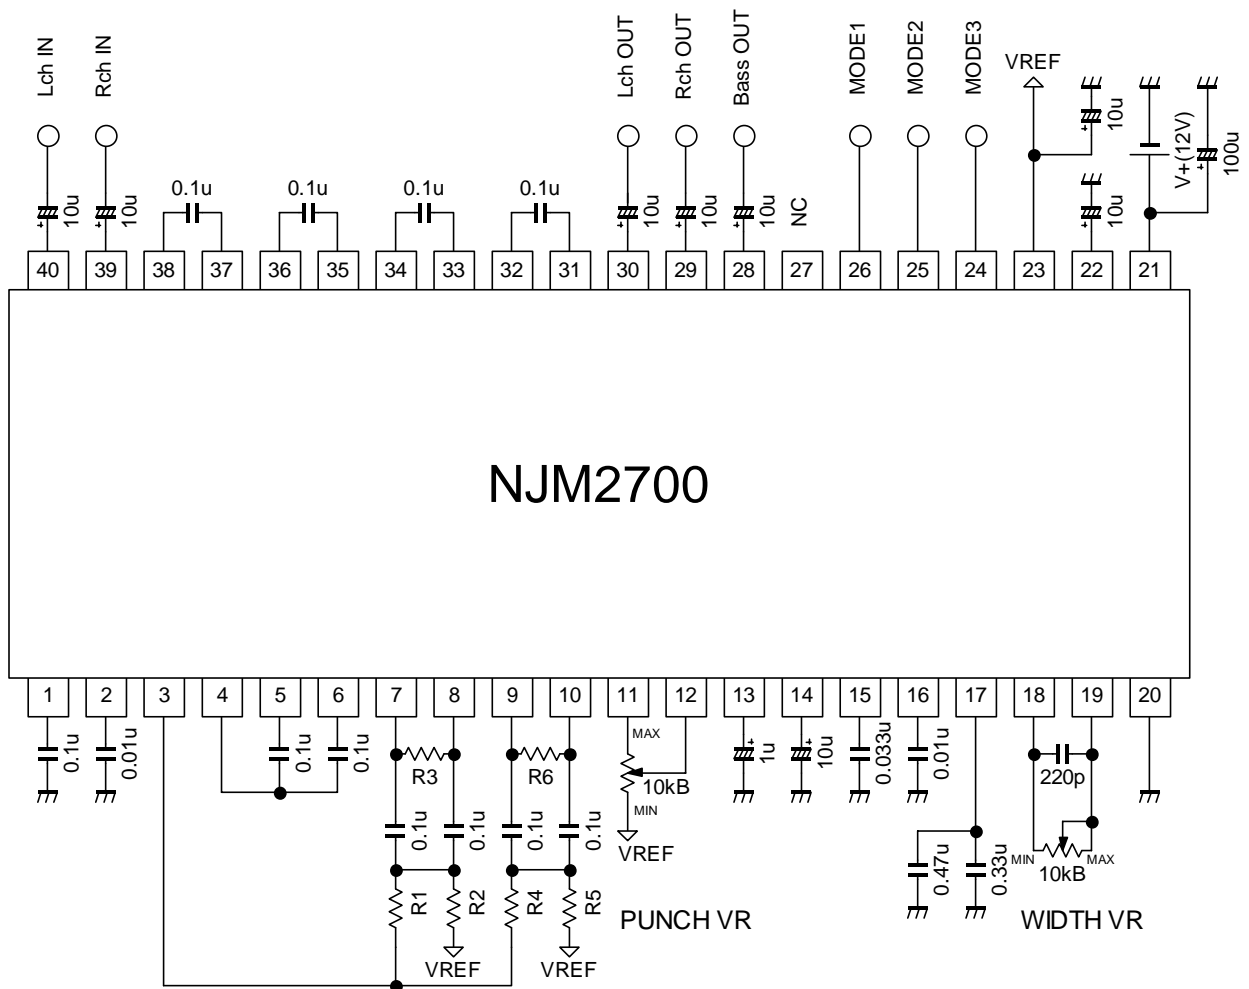 Lch IN
Rch IN
Lch OUT
Rch OUT
Bass OUT
MODE1
MODE2
MODE3
VREF
10u
V+(12V)
100u
10u
10u
0.1u
0.1u
0.1u
0.1u
10u
10u
10u
NC
10u
40
39
38
37
36
35
34
33
32
31
30
29
28
27
26
25
24
23
22
21
NJM2700
1
2
3
4
5
6
7
8
9
10
11
12
13
14
15
16
17
18
19
20
0.1u
0.01u
0.1u
0.1u
R3
R6
MAX
10kB
MIN
VREF
1u
10u
0.033u
0.01u
220p
0.1u
0.1u
0.1u
0.1u
0.47u
0.33u
MIN
MAX
10kB
R1
R2
R4
R5
PUNCH VR
WIDTH VR
VREF
VREF